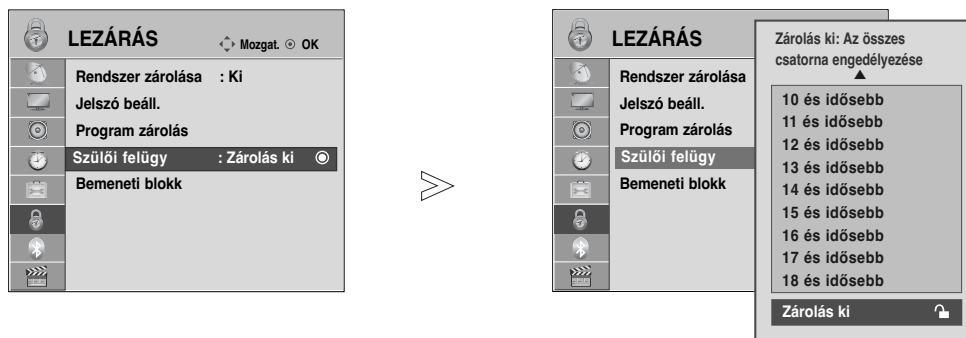 LEZÁRÁS Mozgat. OK
Rendszer zárolása : Ki
Jelszó beáll.
Program zárolás
Szülői felügy : Zárolás ki
Bemeneti blokk
LEZÁRÁS
Rendszer zárolása
Jelszó beáll.
Program zárolás
Szülői felügy
Bemeneti blokk
Zárolás ki: Az összes
csatorna engedélyezése
10 és idősebb
11 és idősebb
12 és idősebb
13 és idősebb
14 és idősebb
15 és idősebb
16 és idősebb
17 és idősebb
18 és idősebb
Zárolás ki